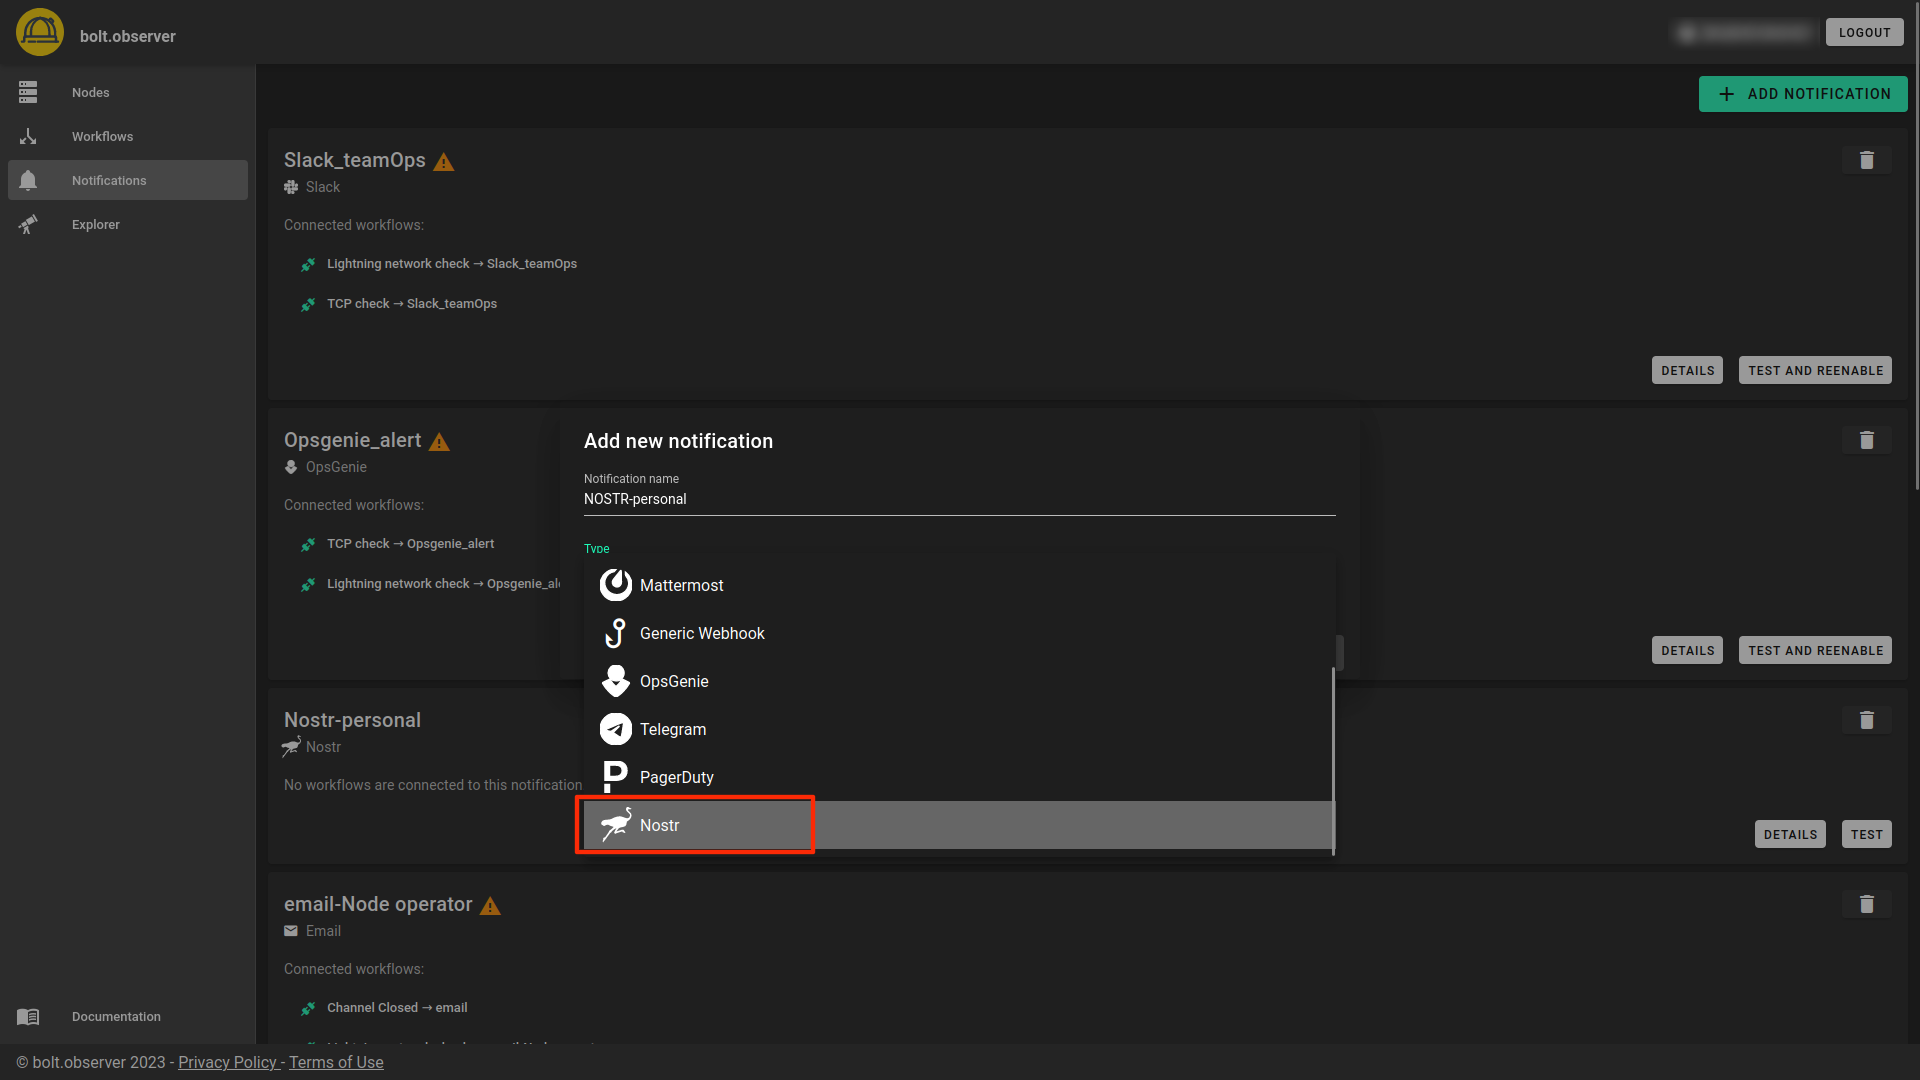 bolt.observer
LOGOUT
Nodes
Workflows
Notifications
Explorer
Documentation
ADD NOTIFICATION
Slack_teamOps
Slack
Connected workflows:
Lightning network check → Slack_teamOps
TCP check → Slack_teamOps
DETAILS
TEST AND REENABLE
Opsgenie_alert
OpsGenie
Connected workflows:
TCP check → Opsgenie_alert
Lightning network check → Opsgenie_al
DETAILS
TEST AND REENABLE
Add new notification
Notification name
NOSTR-personal
Type
Mattermost
Generic Webhook
OpsGenie
Telegram
PagerDuty
Nostr
Nostr-personal
Nostr
No workflows are connected to this notification
DETAILS
TEST
email-Node operator
Email
Connected workflows:
Channel Closed → email
© bolt.observer 2023 - Privacy Policy - Terms of Use